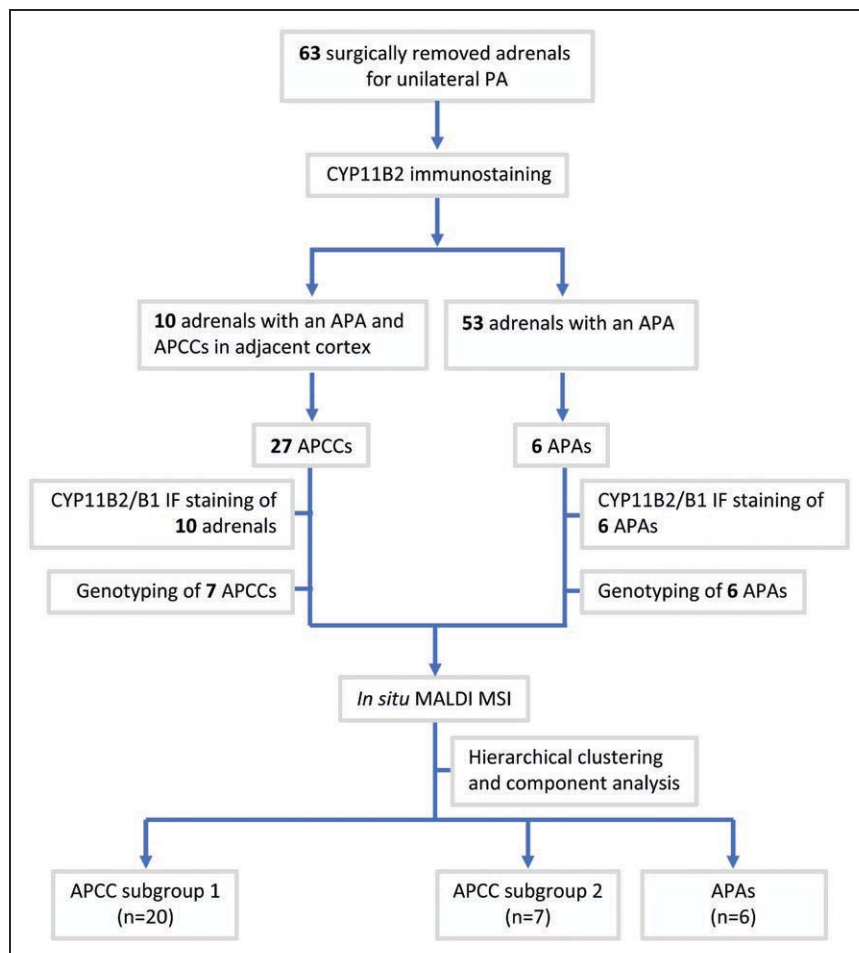 63 surgically removed adrenals
for unilateral PA
CYP11B2 immunostaining
10 adrenals with an APA and
APCCs in adjacent cortex
53 adrenals with an APA
27 APCCs
6 APAs
CYP11B2/B1 IF staining of
10 adrenals
CYP11B2/B1 IF staining of
6 APAs
Genotyping of 7 APCCs
Genotyping of 6 APAs
In situ MALDI MSI
Hierarchical clustering
and component analysis
APCC subgroup 1
(n=20)
APCC subgroup 2
(n=7)
APAs
(n=6)